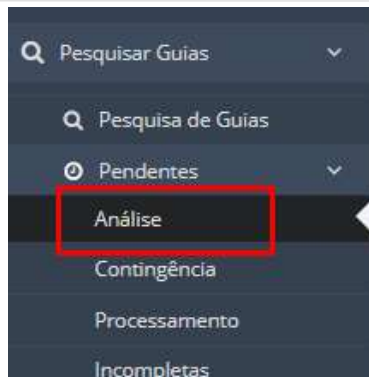 Pesquisar Guias
Pesquisa de Guias
Pendentes
Análise
Contingência
Processamento
Incompletas